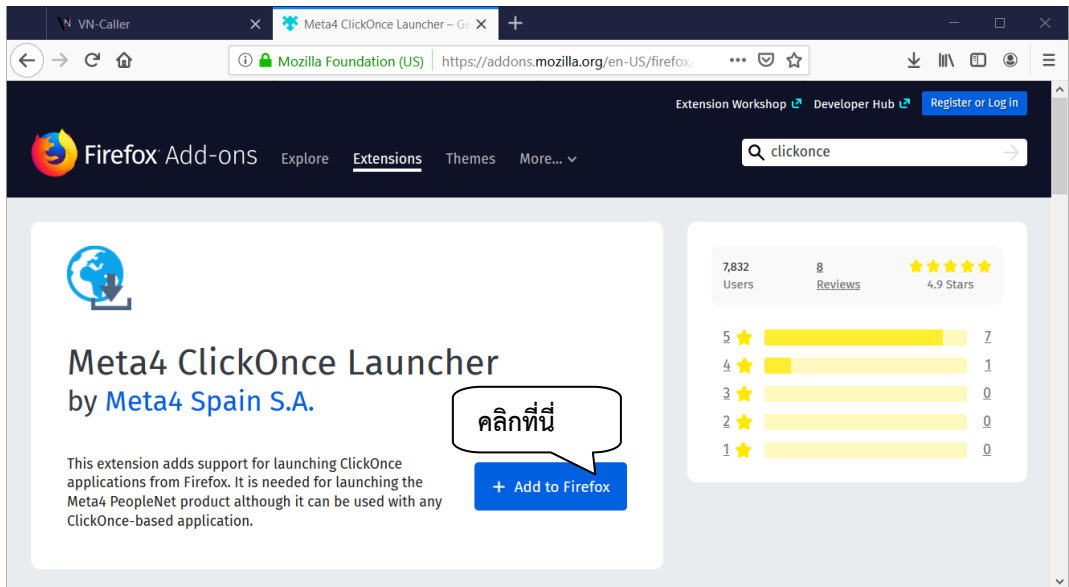 VN-Caller
Meta4 ClickOnce Launcher – Ge
Mozilla Foundation (US)
https://addons.mozilla.org/en-US/firefox/
Extension Workshop
Developer Hub
Register or Log in
Firefox Add-ons
Explore
Extensions
Themes
More...
clickonce
Meta4 ClickOnce Launcher
by Meta4 Spain S.A.
This extension adds support for launching ClickOnce
applications from Firefox. It is needed for launching the
Meta4 PeopleNet product although it can be used with any
ClickOnce-based application.
คลิกที่นี่
+ Add to Firefox
7,832
Users
8
Reviews
4.9 Stars
5 7
4 1
3 0
2 0
1 0